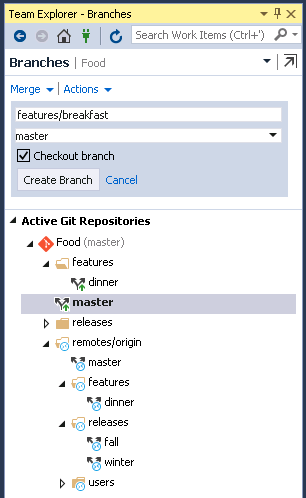 Team Explorer - Branches
Search Work Items (Ctrl+')
Branches | Food
Merge Actions
features/breakfast
master
Checkout branch
Create Branch Cancel
Active Git Repositories
Food (master)
features
dinner
master
releases
remotes/origin
master
features
dinner
releases
fall
winter
users